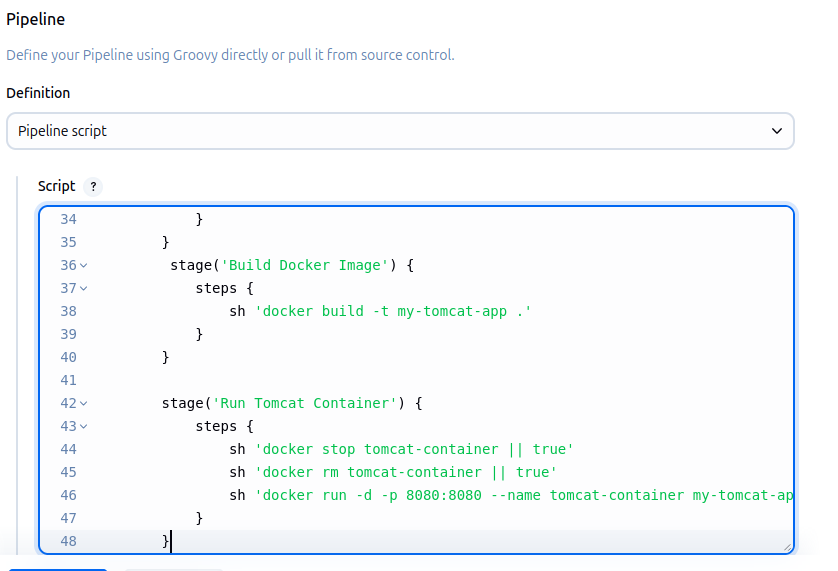 Pipeline
Define your Pipeline using Groovy directly or pull it from source control.
Definition
Pipeline script
Script ?
34 }
35 }
36 stage('Build Docker Image') {
37 steps {
38 sh 'docker build -t my-tomcat-app .'
39 }
40 }
41
42 stage('Run Tomcat Container') {
43 steps {
44 sh 'docker stop tomcat-container || true'
45 sh 'docker rm tomcat-container || true'
46 sh 'docker run -d -p 8080:8080 --name tomcat-container my-tomcat-ap
47 }
48 }